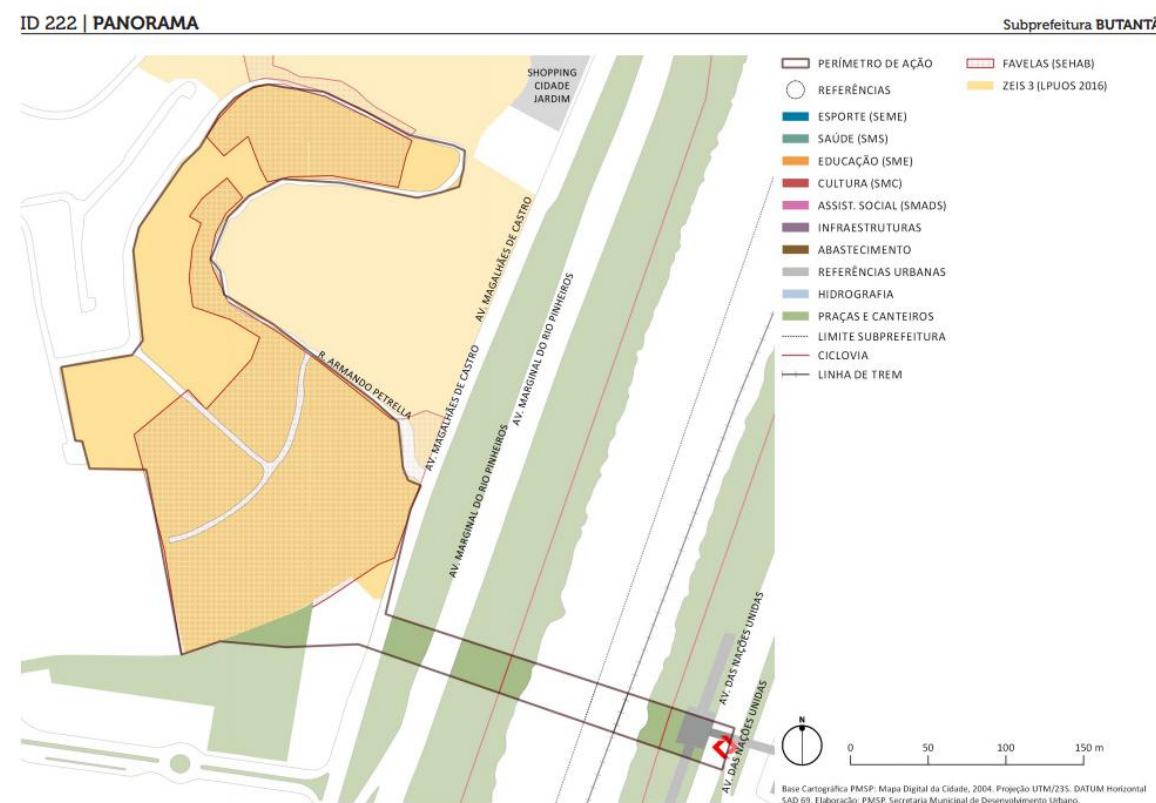 ID 222 | PANORAMA
Subprefeitura BUTANTÃ
SHOPPING
CIDADE
JARDIM
AV. MAGALHÃES DE CASTRO
AV. MARGINAL DO RIO PINHEIROS
R. ARMANDO PETRELLA
AV. MAGALHÃES DE CASTRO
AV. MARGINAL DO RIO PINHEIROS
AV. DAS NAÇÕES UNIDAS
AV. DAS NAÇÕES UNIDAS
PERÍMETRO DE AÇÃO
REFERÊNCIAS
ESPORTE (SEME)
SAÚDE (SMS)
EDUCAÇÃO (SME)
CULTURA (SMC)
ASSIST. SOCIAL (SMADS)
INFRAESTRUTURAS
ABASTECIMENTO
REFERÊNCIAS URBANAS
HIDROGRAFIA
PRAÇAS E CANTEIROS
LIMITE SUBPREFEITURA
CICLOVIA
LINHA DE TREM
FAVELAS (SEHAB)
ZEIS 3 (LPUOS 2016)
N
0 50 100 150 m
Base Cartográfica PMSP: Mapa Digital da Cidade, 2004. Projeção UTM/23S. DATUM Horizontal
SAD 69. Elaboração: PMSP. Secretaria Municipal de Desenvolvimento Urbano